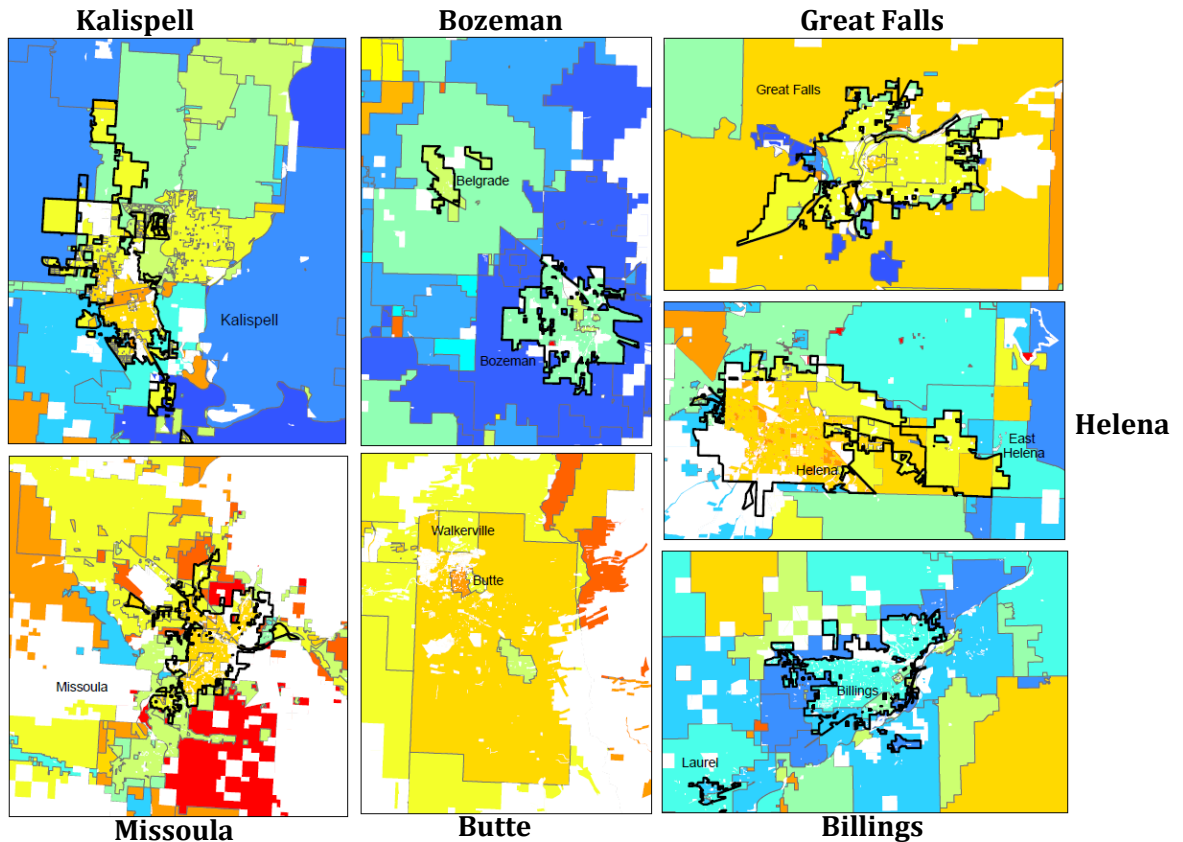 Kalispell
Bozeman
Great Falls
Kalispell
Belgrade
Bozeman
Great Falls
Helena
East
Helena
Helena
Missoula
Walkerville
Butte
Billings
Laurel
Missoula
Butte
Billings